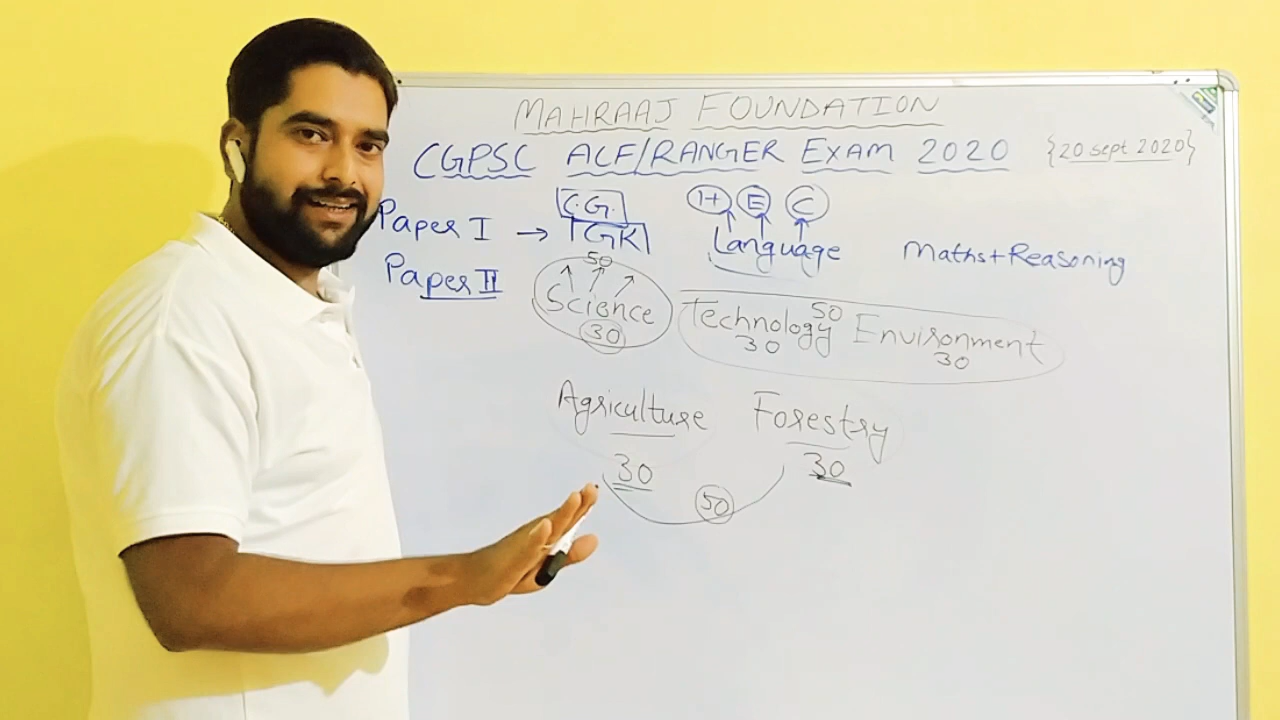 MAHRAAJ FOUNDATION
CGPSC ACF/RANGER EXAM 2020 {20 sept 2020}
C.G. H E C
Paper I → GK Language Maths+Reasoning
Paper II
50
Science Technology 50 Environment
30 30 30
Agriculture Forestry
30 30
50